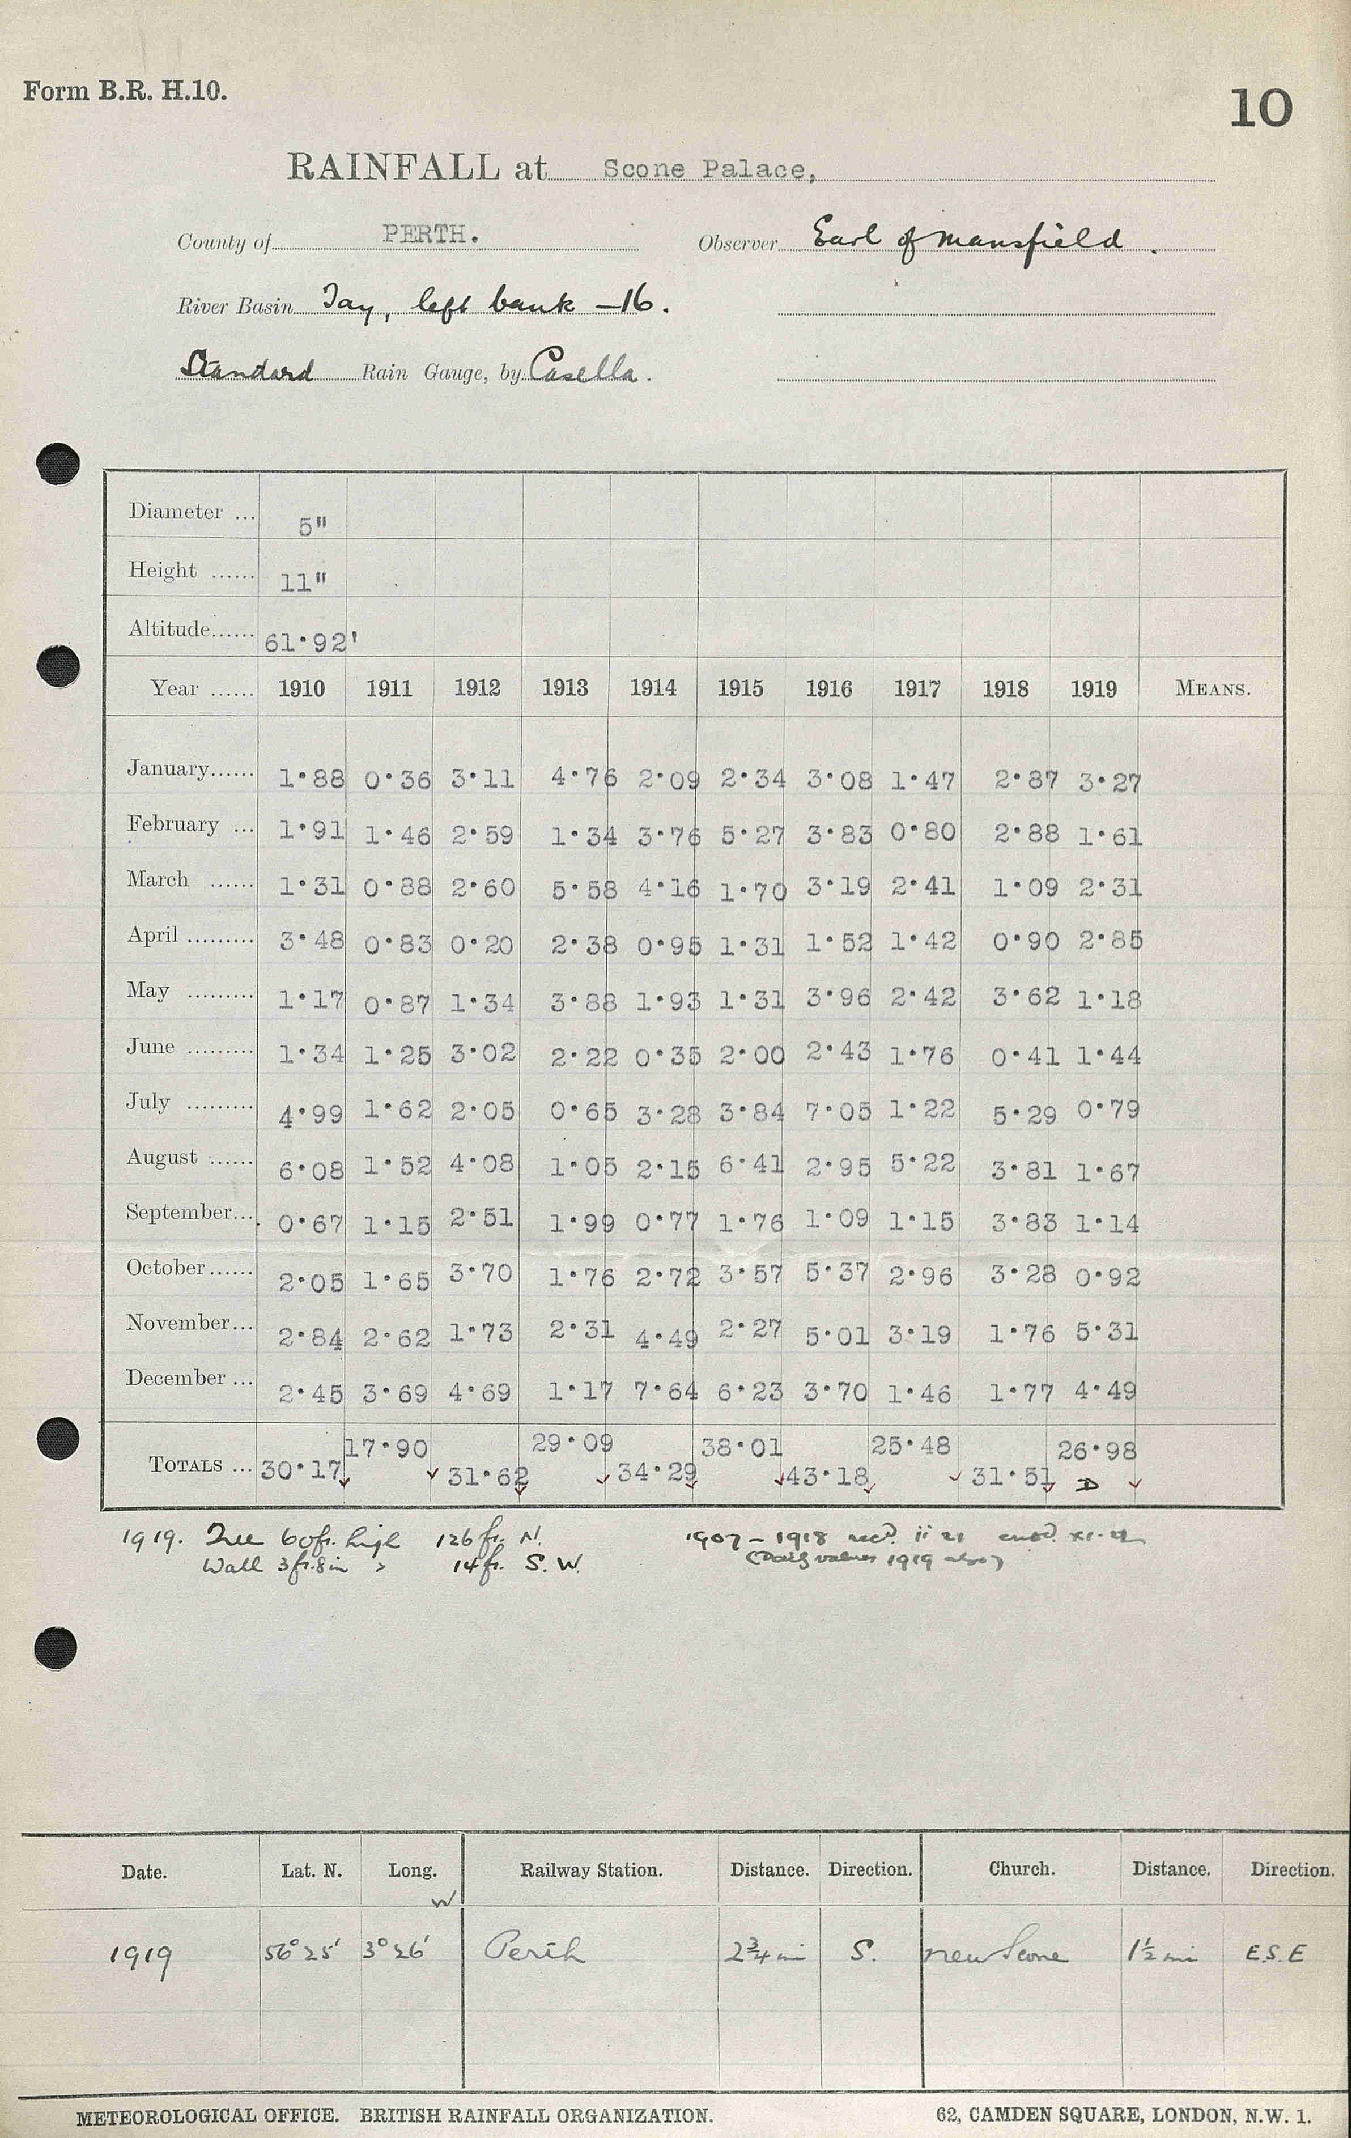 Form B.R. H.10.
10
RAINFALL at Scone Palace,
County of PERTH. Observer Earl of Mansfield.
River Basin Tay, left bank —16.
Standard Rain Gauge, by Casella.
Diameter ... 5"
Height ...... 11"
Altitude...... 61·92'
Year ...... 1910 1911 1912 1913 1914 1915 1916 1917 1918 1919 MEANS.
January...... 1·88 0·36 3·11 4·76 2·09 2·34 3·08 1·47 2·87 3·27
February ... 1·91 1·46 2·59 1·34 3·76 5·27 3·83 0·80 2·88 1·61
March ...... 1·31 0·88 2·60 5·58 4·16 1·70 3·19 2·41 1·09 2·31
April ......... 3·48 0·83 0·20 2·38 0·95 1·31 1·52 1·42 0·90 2·85
May ......... 1·17 0·87 1·34 3·88 1·93 1·31 3·96 2·42 3·62 1·18
June ......... 1·34 1·25 3·02 2·22 0·35 2·00 2·43 1·76 0·41 1·44
July ......... 4·99 1·62 2·05 0·65 3·28 3·84 7·05 1·22 5·29 0·79
August ...... 6·08 1·52 4·08 1·05 2·15 6·41 2·95 5·22 3·81 1·67
September... 0·67 1·15 2·51 1·99 0·77 1·76 1·09 1·15 3·83 1·14
October...... 2·05 1·65 3·70 1·76 2·72 3·57 5·37 2·96 3·28 0·92
November... 2·84 2·62 1·73 2·31 4·49 2·27 5·01 3·19 1·76 5·31
December ... 2·45 3·69 4·69 1·17 7·64 6·23 3·70 1·46 1·77 4·49
TOTALS ... 30·17 17·90 31·62 29·09 34·29 38·01 43·18 25·48 31·51 26·98
D
1919. Tree 60ft. high 126ft. N. 1907 – 1918 recd. ii 21
Wall 3ft.8in " 14ft. S.W. (Daily values 1919 also)
Date. Lat. N. Long. Railway Station. Distance. Direction. Church. Distance. Direction.
W
1919 56° 25' 3° 26' Perth 2¾ mi S. New Scone 1½ mi E.S.E
METEOROLOGICAL OFFICE. BRITISH RAINFALL ORGANIZATION. 62, CAMDEN SQUARE, LONDON, N.W. 1.